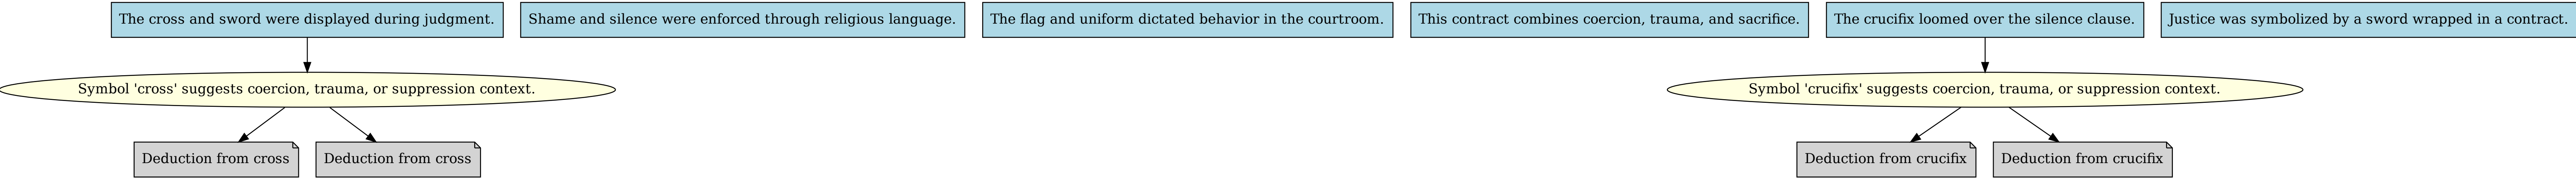 The cross and sword were displayed during judgment.
Shame and silence were enforced through religious language.
The flag and uniform dictated behavior in the courtroom.
This contract combines coercion, trauma, and sacrifice.
The crucifix loomed over the silence clause.
Justice was symbolized by a sword wrapped in a contract.
Symbol 'cross' suggests coercion, trauma, or suppression context.
Symbol 'crucifix' suggests coercion, trauma, or suppression context.
Deduction from cross
Deduction from cross
Deduction from crucifix
Deduction from crucifix